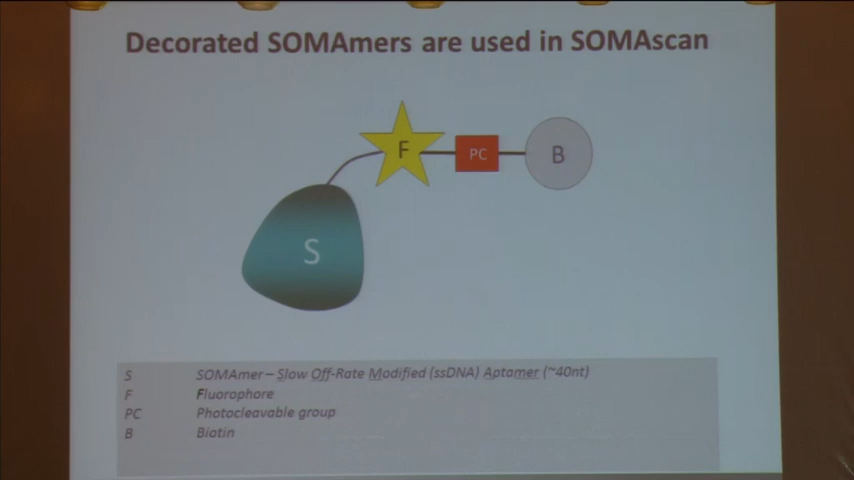 Decorated SOMAmers are used in SOMAscan
F
PC
B
S
S SOMAmer – Slow Off-Rate Modified (ssDNA) Aptamer (~40nt)
F Fluorophore
PC Photocleavable group
B Biotin